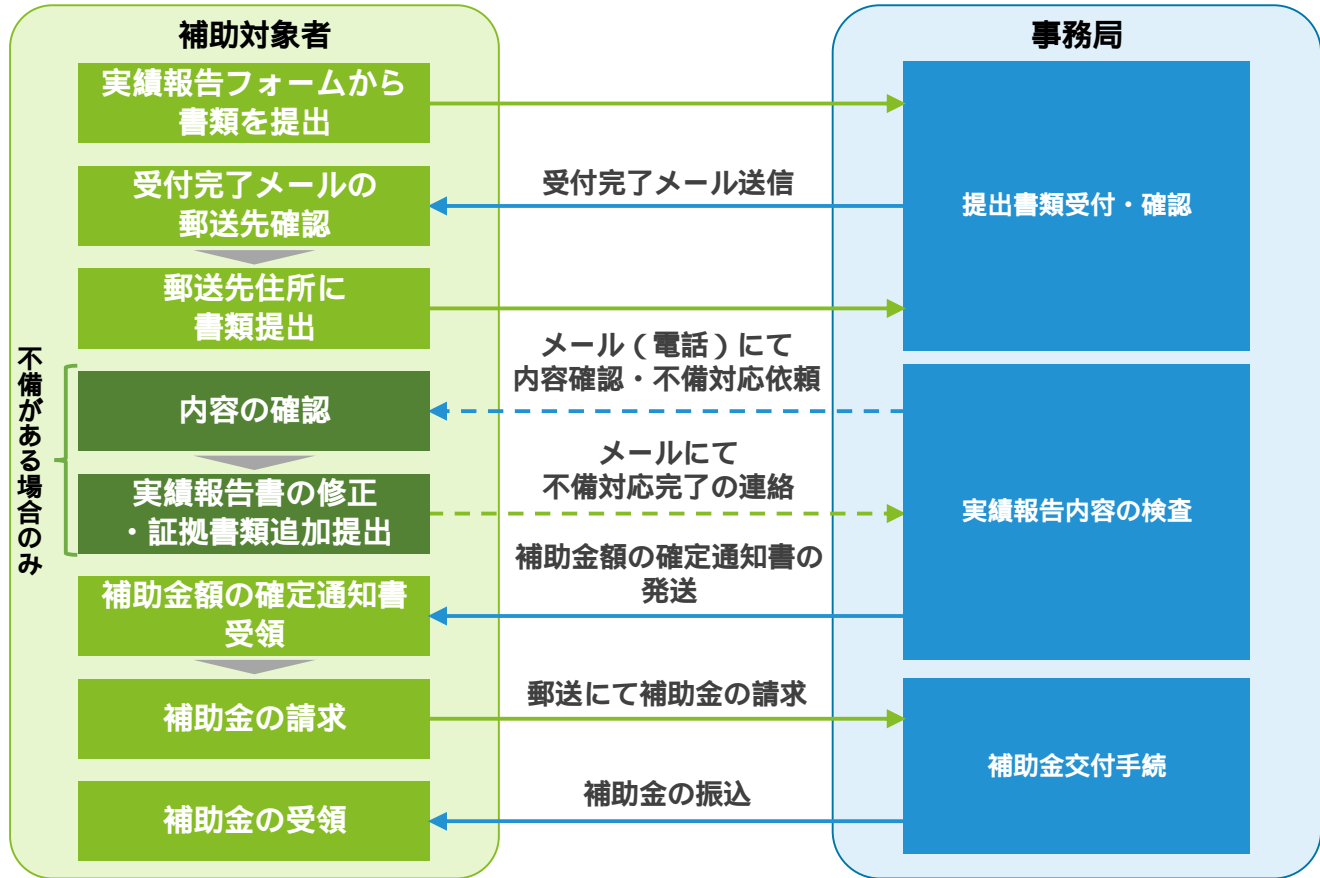 補助対象者
事務局
実績報告フォームから
書類を提出
受付完了メールの
郵送先確認
受付完了メール送信
提出書類受付・確認
郵送先住所に
書類提出
不備がある場合のみ
メール（電話）にて
内容確認・不備対応依頼
内容の確認
メールにて
不備対応完了の連絡
実績報告書の修正
・証拠書類追加提出
実績報告内容の検査
補助金額の確定通知書の
発送
補助金額の確定通知書
受領
郵送にて補助金の請求
補助金の請求
補助金交付手続
補助金の振込
補助金の受領